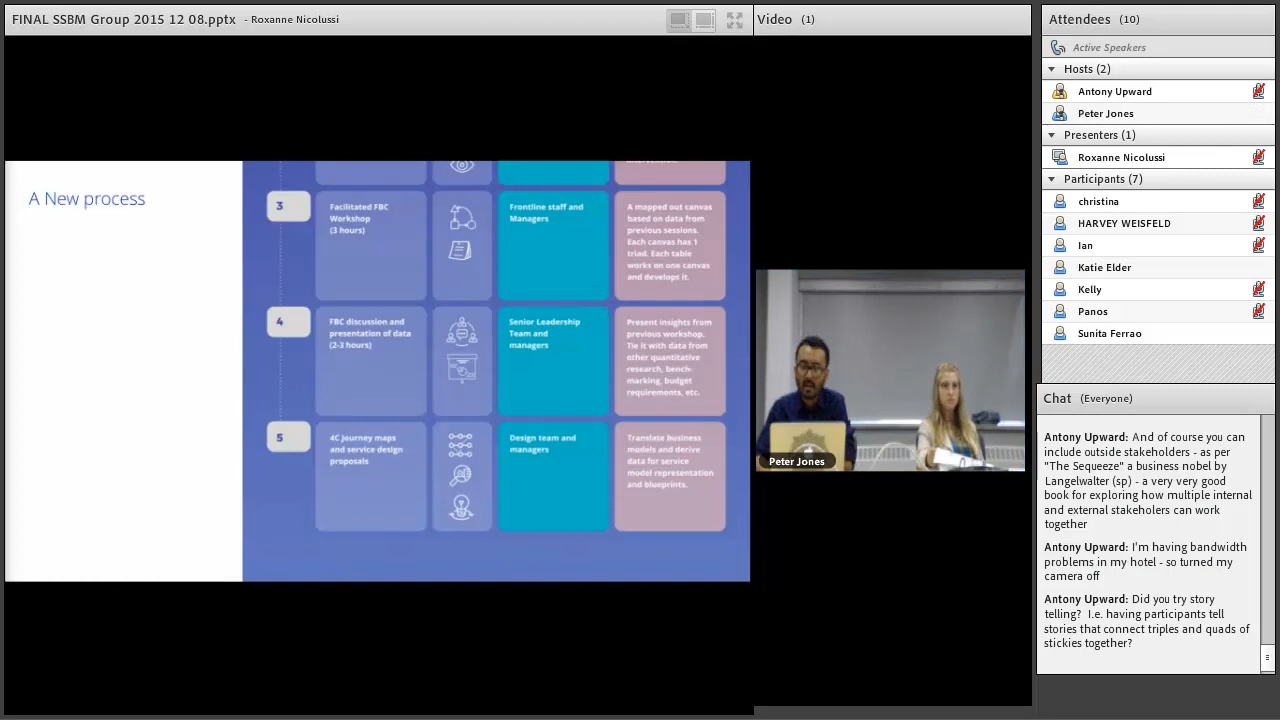 FINAL SSBM Group 2015 12 08.pptx - Roxanne Nicolussi
A New process
3
Facilitated FBC
Workshop
(3 hours)
Frontline staff and
Managers
A mapped out canvas
based on data from
previous sessions.
Each canvas has 1
triad. Each table
works on one canvas
and develops it.
4
FBC discussion and
presentation of data
(2-3 hours)
Senior Leadership
Team and
managers
Present insights from
previous workshop.
Tie it with data from
other quantitative
research, bench-
marking, budget
requirements, etc.
5
4C Journey maps
and service design
proposals
Design team and
managers
Translate business
models and derive
data for service
model representation
and blueprints.
Video (1)
Peter Jones
Attendees (10)
Active Speakers
Hosts (2)
Antony Upward
Peter Jones
Presenters (1)
Roxanne Nicolussi
Participants (7)
christina
HARVEY WEISFELD
Ian
Katie Elder
Kelly
Panos
Sunita Ferrao
Chat (Everyone)
Antony Upward: And of course you can
include outside stakeholders - as per
"The Sequeeze" a business nobel by
Langelwalter (sp) - a very very good
book for exploring how multiple internal
and external stakeholers can work
together
Antony Upward: I'm having bandwidth
problems in my hotel - so turned my
camera off
Antony Upward: Did you try story
telling? I.e. having participants tell
stories that connect triples and quads of
stickies together?